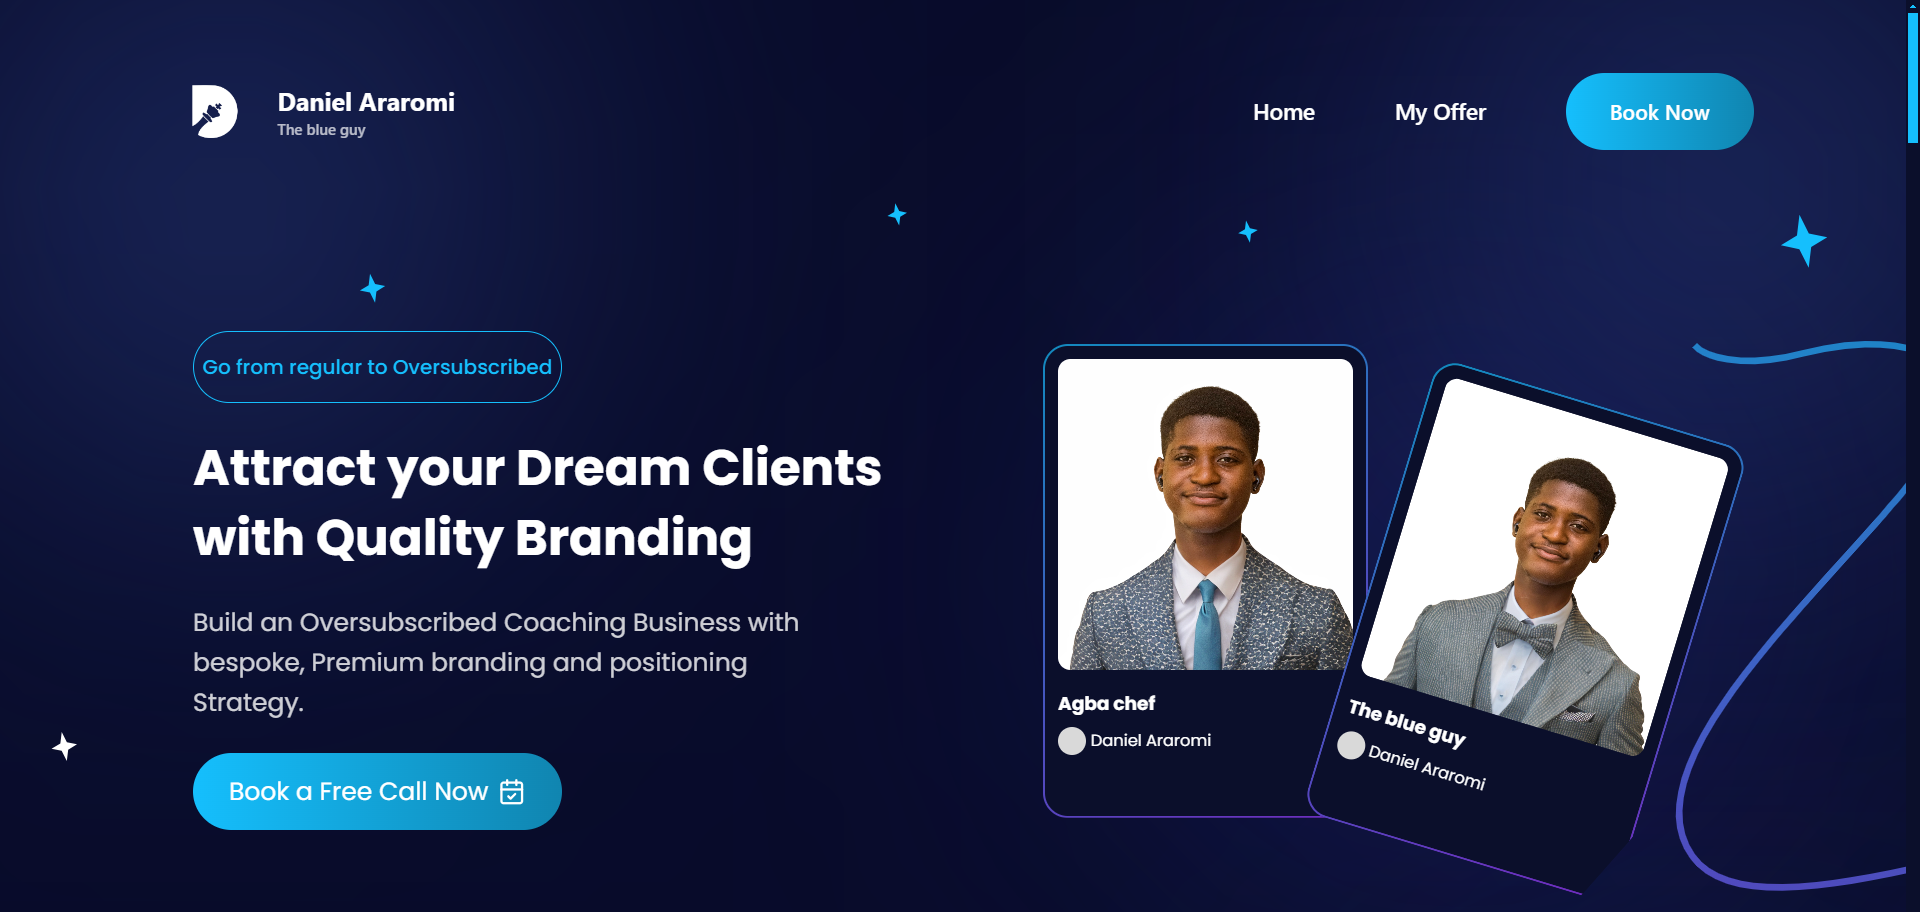 Daniel Araromi
The blue guy
Home
My Offer
Book Now
Go from regular to Oversubscribed
Attract your Dream Clients
with Quality Branding
Build an Oversubscribed Coaching Business with
bespoke, Premium branding and positioning
Strategy.
Book a Free Call Now
Agba chef
Daniel Araromi
The blue guy
Daniel Araromi